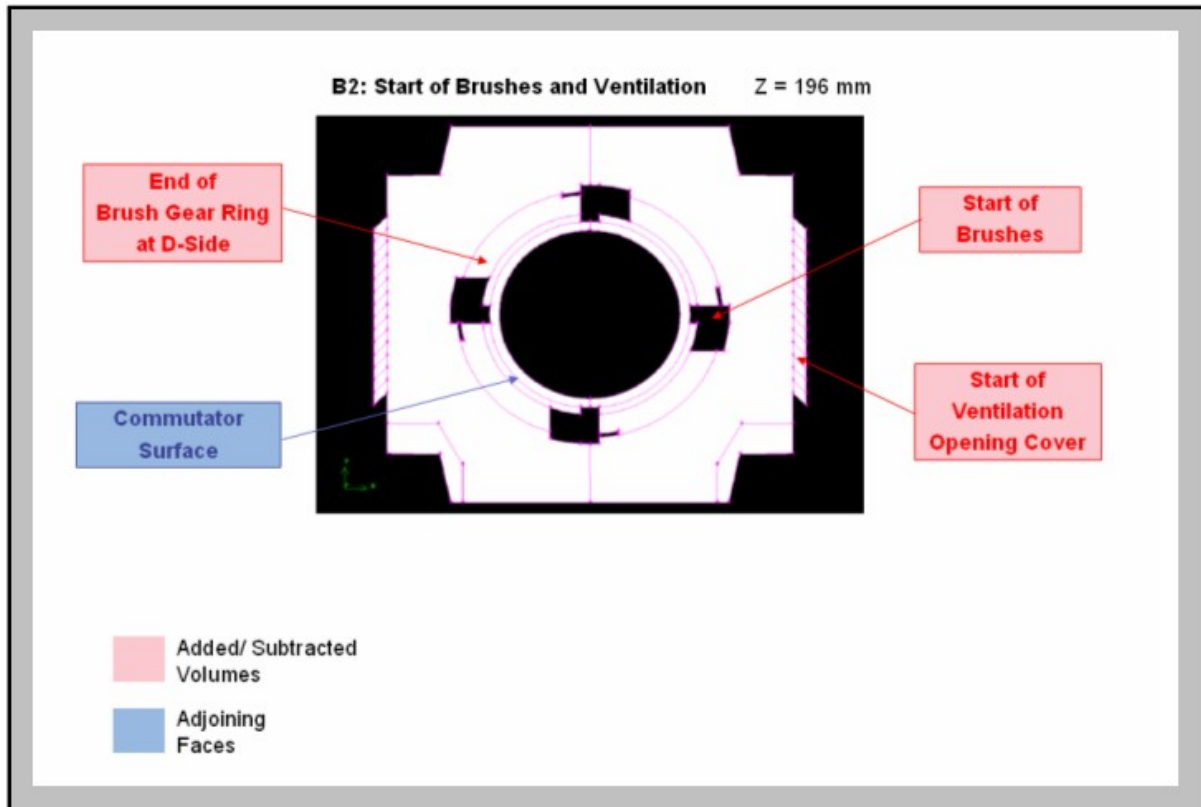 B2: Start of Brushes and Ventilation Z = 196 mm
End of
Brush Gear Ring
at D-Side
Start of
Brushes
Commutator
Surface
Start of
Ventilation
Opening Cover
Added/ Subtracted
Volumes
Adjoining
Faces